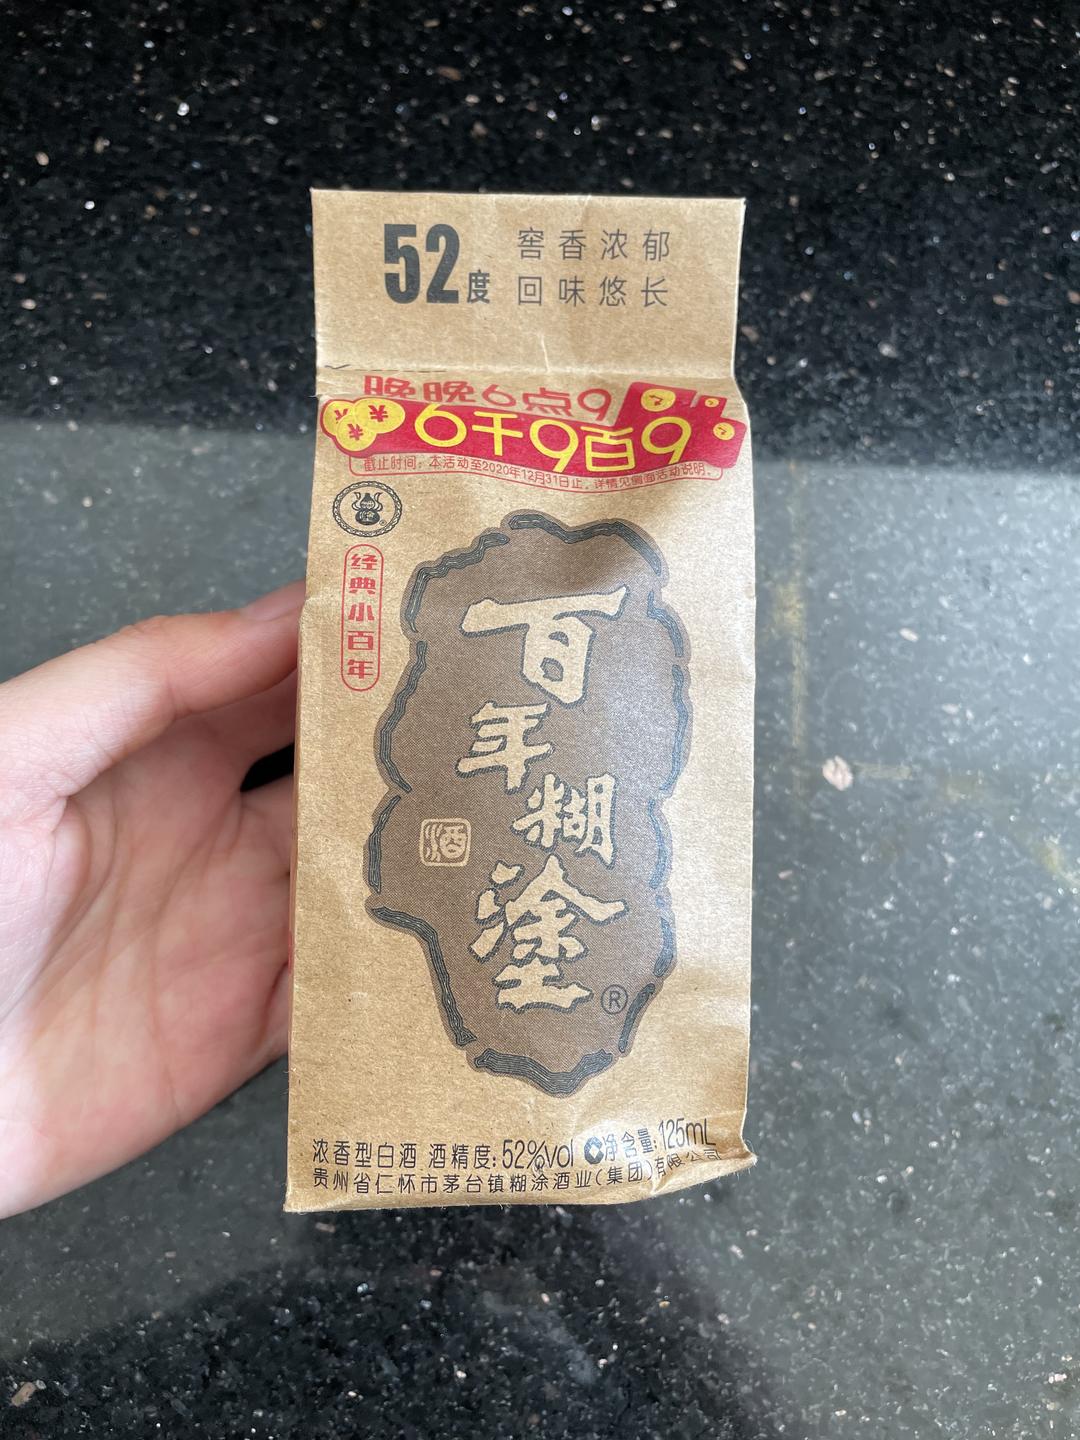 52度
窖香浓郁
回味悠长
晚晚6点9
6千9百9
截止时间：本活动至2020年12月31日止，详情见侧面活动说明。
经典小百年
百年糊塗
酒
®
浓香型白酒 酒精度:52%vol 净含量:125mL
贵州省仁怀市茅台镇糊涂酒业(集团)有限公司